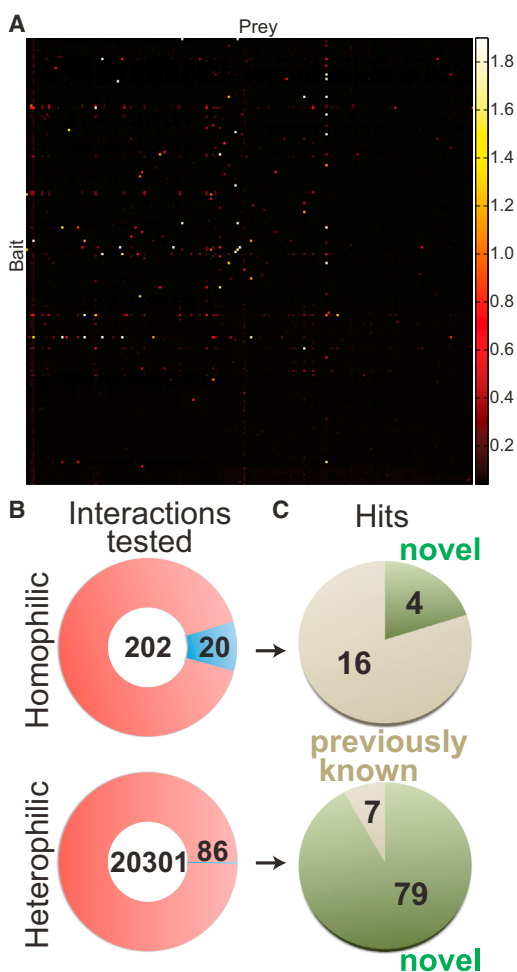 A
Prey
Bait
1.8
1.6
1.4
1.2
1.0
0.8
0.6
0.4
0.2
B
Interactions
tested
C
Hits
Homophilic
202
20
novel
4
16
previously
known
Heterophilic
20301
86
7
79
novel